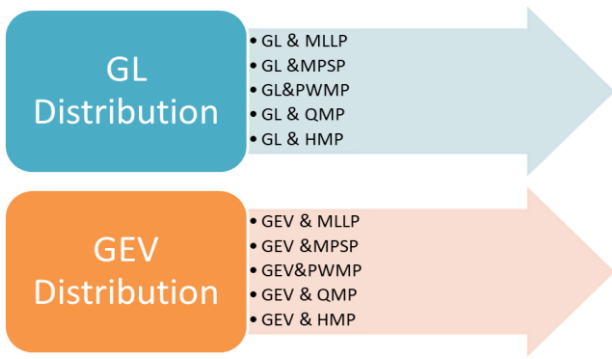 GL
Distribution
• GL & MLLP
• GL &MPSP
• GL&PWMP
• GL & QMP
• GL & HMP
GEV
Distribution
• GEV & MLLP
• GEV &MPSP
• GEV&PWMP
• GEV & QMP
• GEV & HMP